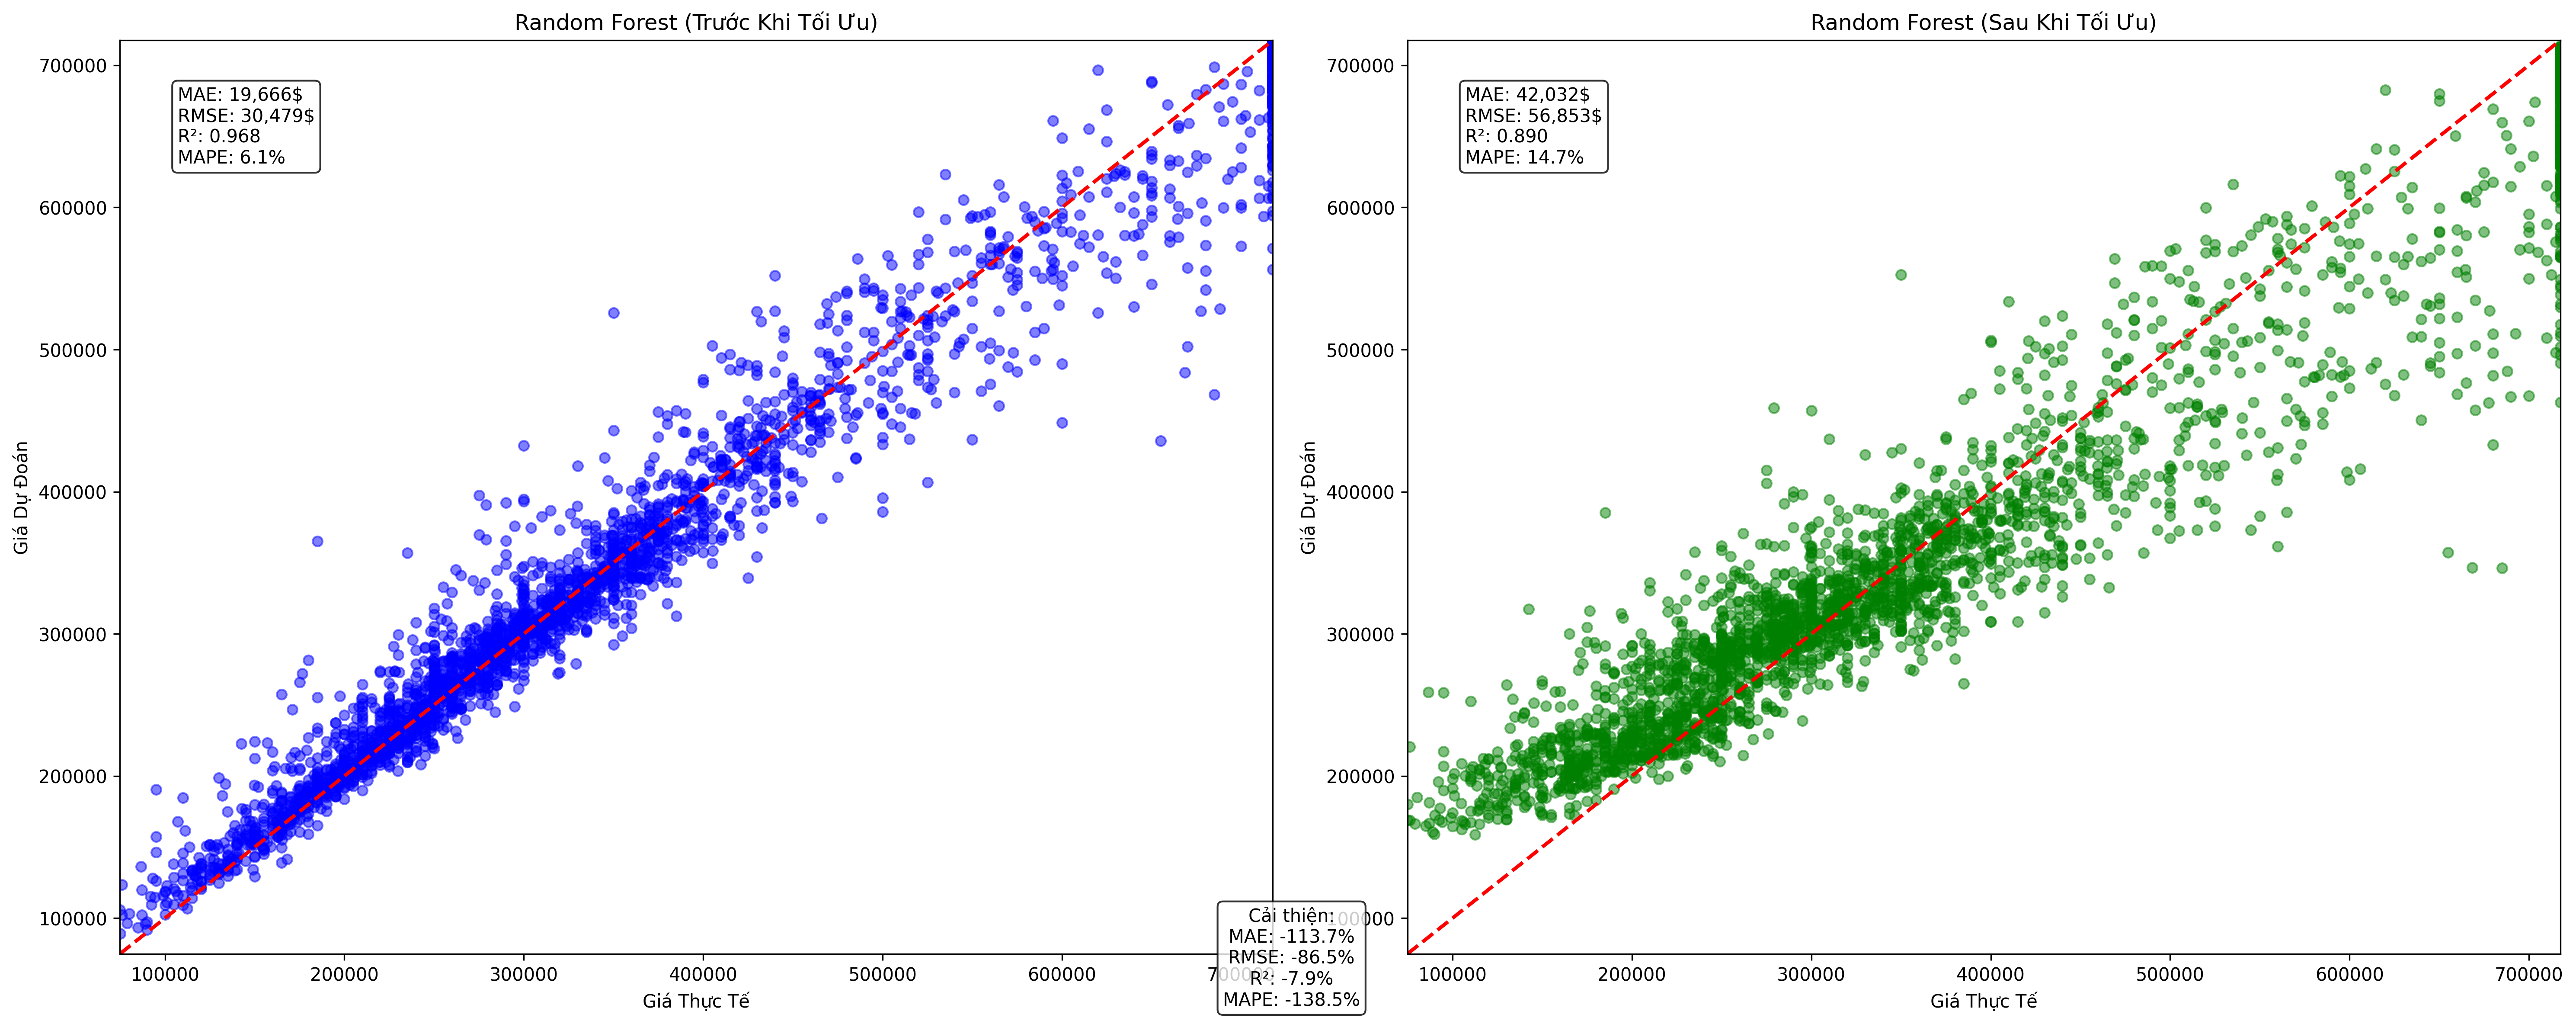 Random Forest (Trước Khi Tối Ưu)
MAE: 19,666$
RMSE: 30,479$
R²: 0.968
MAPE: 6.1%
Giá Dự Đoán
700000
600000
500000
400000
300000
200000
100000
100000 200000 300000 400000 500000 600000 700000
Giá Thực Tế
Random Forest (Sau Khi Tối Ưu)
MAE: 42,032$
RMSE: 56,853$
R²: 0.890
MAPE: 14.7%
Giá Dự Đoán
700000
600000
500000
400000
300000
200000
100000
100000 200000 300000 400000 500000 600000 700000
Giá Thực Tế
Cải thiện:
MAE: -113.7%
RMSE: -86.5%
R²: -7.9%
MAPE: -138.5%